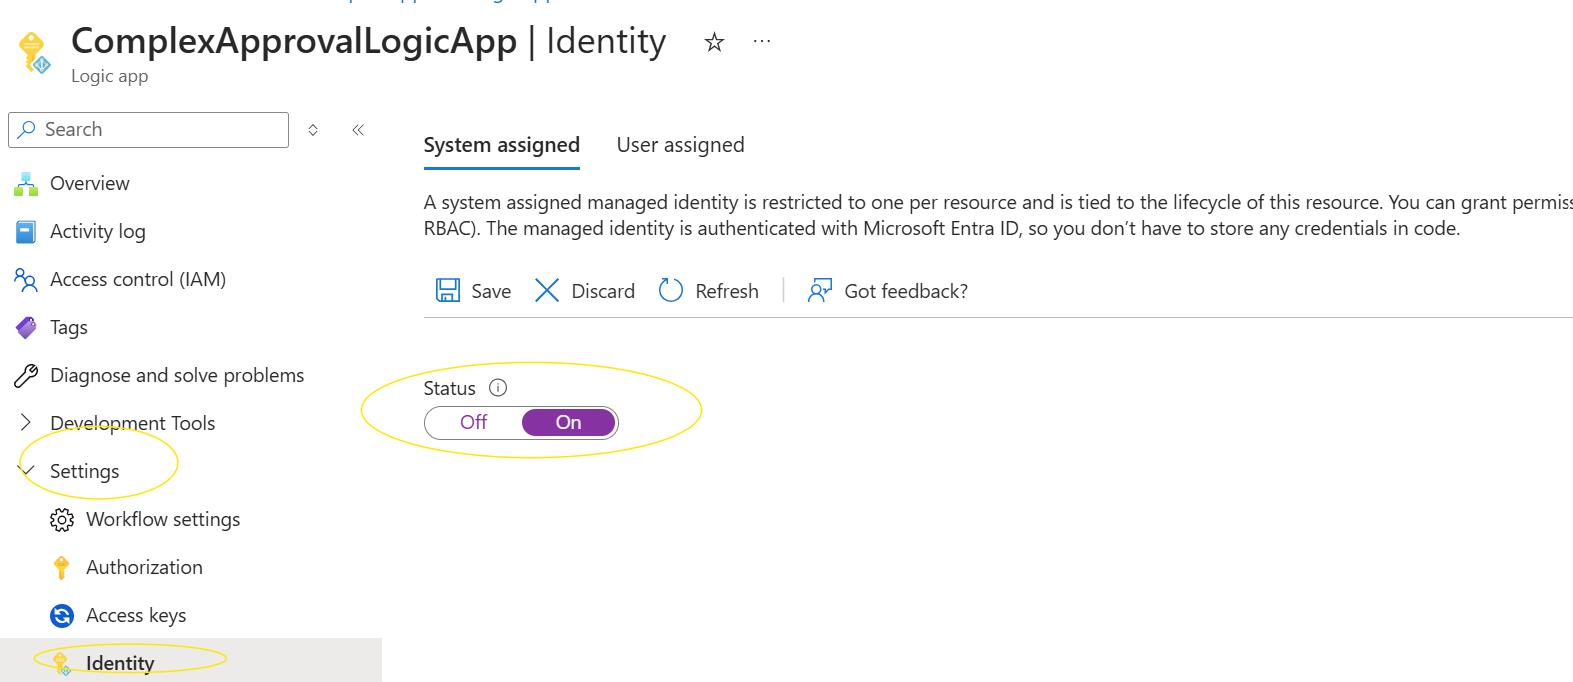 ComplexApprovalLogicApp | Identity
Logic app
Search
Overview
Activity log
Access control (IAM)
Tags
Diagnose and solve problems
Development Tools
Settings
Workflow settings
Authorization
Access keys
Identity
System assigned User assigned
A system assigned managed identity is restricted to one per resource and is tied to the lifecycle of this resource. You can grant
RBAC). The managed identity is authenticated with Microsoft Entra ID, so you don’t have to store any credentials in code.
Save Discard Refresh Got feedback?
Status
Off On